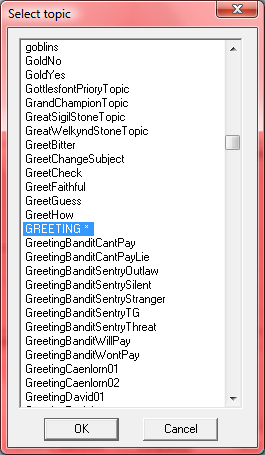 Select topic
goblins
GoldNo
GoldYes
GottlesfontPrioryTopic
GrandChampionTopic
GreatSigilStoneTopic
GreatWelkyndStoneTopic
GreetBitter
GreetChangeSubject
GreetCheck
GreetFaithful
GreetGuess
GreetHow
GREETING *
GreetingBanditCantPay
GreetingBanditCantPayLie
GreetingBanditSentryOutlaw
GreetingBanditSentrySilent
GreetingBanditSentryStranger
GreetingBanditSentryTG
GreetingBanditSentryThreat
GreetingBanditWillPay
GreetingBanditWontPay
GreetingCaenlorn01
GreetingCaenlorn02
GreetingDavid01
OK
Cancel